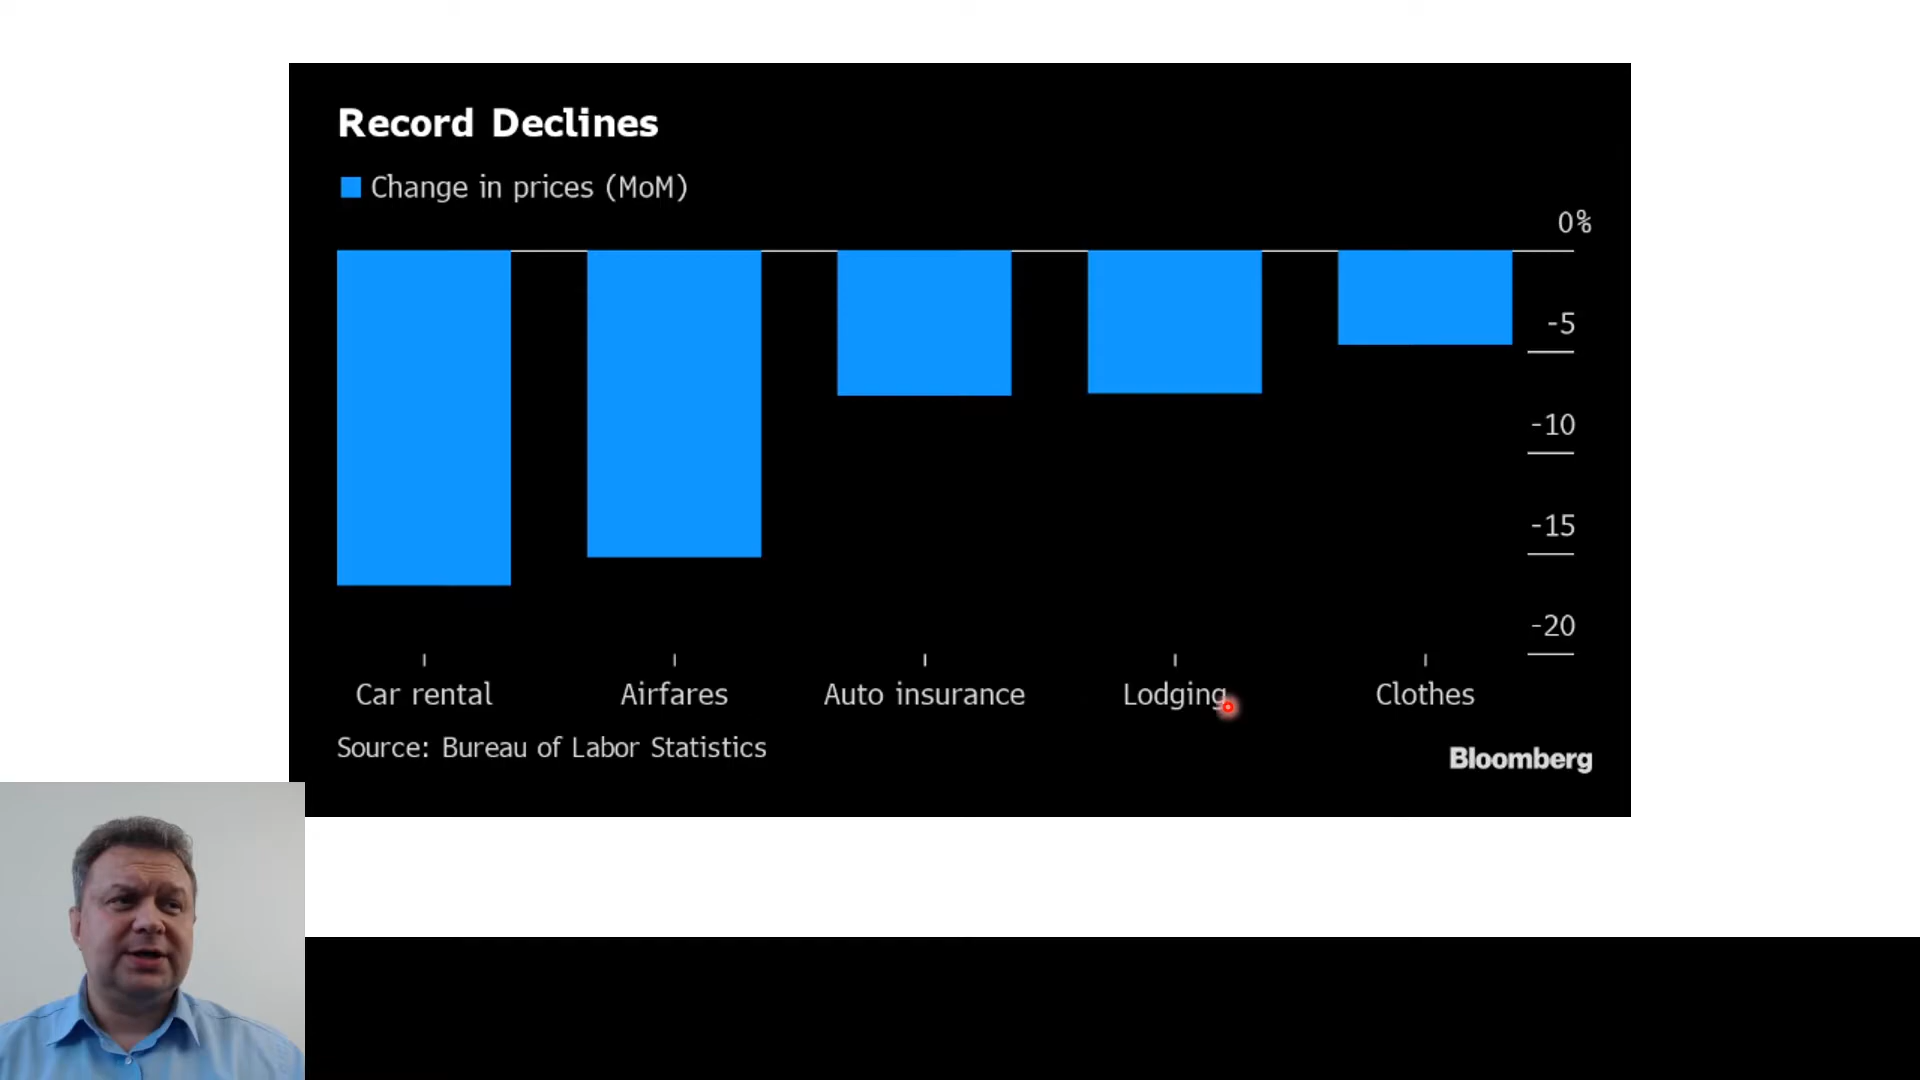 Record Declines
Change in prices (MoM)
0%
-5
-10
-15
-20
Car rental Airfares Auto insurance Lodging Clothes
Source: Bureau of Labor Statistics
Bloomberg